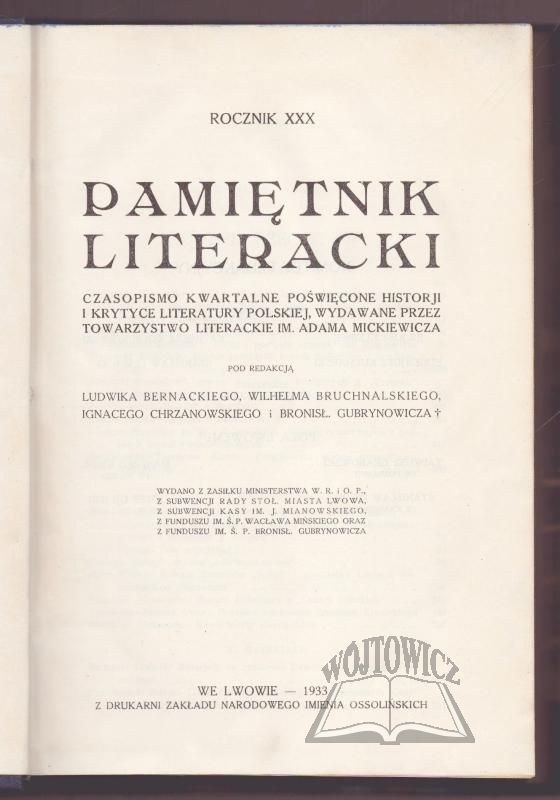 ROCZNIK XXX
PAMIĘTNIK
LITERACKI
CZASOPISMO KWARTALNE POŚWIĘCONE HISTORJI
I KRYTYCE LITERATURY POLSKIEJ, WYDAWANE PRZEZ
TOWARZYSTWO LITERACKIE IM. ADAMA MICKIEWICZA
POD REDAKCJĄ
LUDWIKA BERNACKIEGO, WILHELMA BRUCHNALSKIEGO,
IGNACEGO CHRZANOWSKIEGO i BRONISŁ. GUBRYNOWICZA †
WYDANO Z ZASIŁKU MINISTERSTWA W. R. i O. P.,
Z SUBWENCJI RADY STOŁ. MIASTA LWOWA,
Z SUBWENCJI KASY IM. J. MIANOWSKIEGO,
Z FUNDUSZU IM. Ś. P. WACŁAWA MIŃSKIEGO ORAZ
Z FUNDUSZU IM. Ś. P. BRONISŁ. GUBRYNOWICZA
WÓJTOWICZ
WE LWOWIE — 1933
Z DRUKARNI ZAKŁADU NARODOWEGO IMIENIA OSSOLIŃSKICH